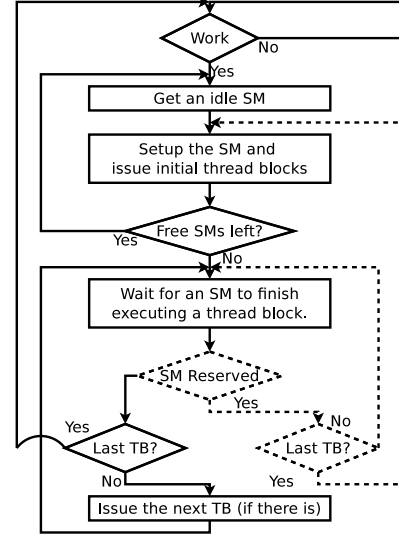 Work
No
Yes
Get an idle SM
Setup the SM and
issue initial thread blocks
Free SMs left?
Yes
No
Wait for an SM to finish
executing a thread block.
SM Reserved
Yes
No
Yes
Last TB?
Last TB?
No
Yes
Issue the next TB (if there is)